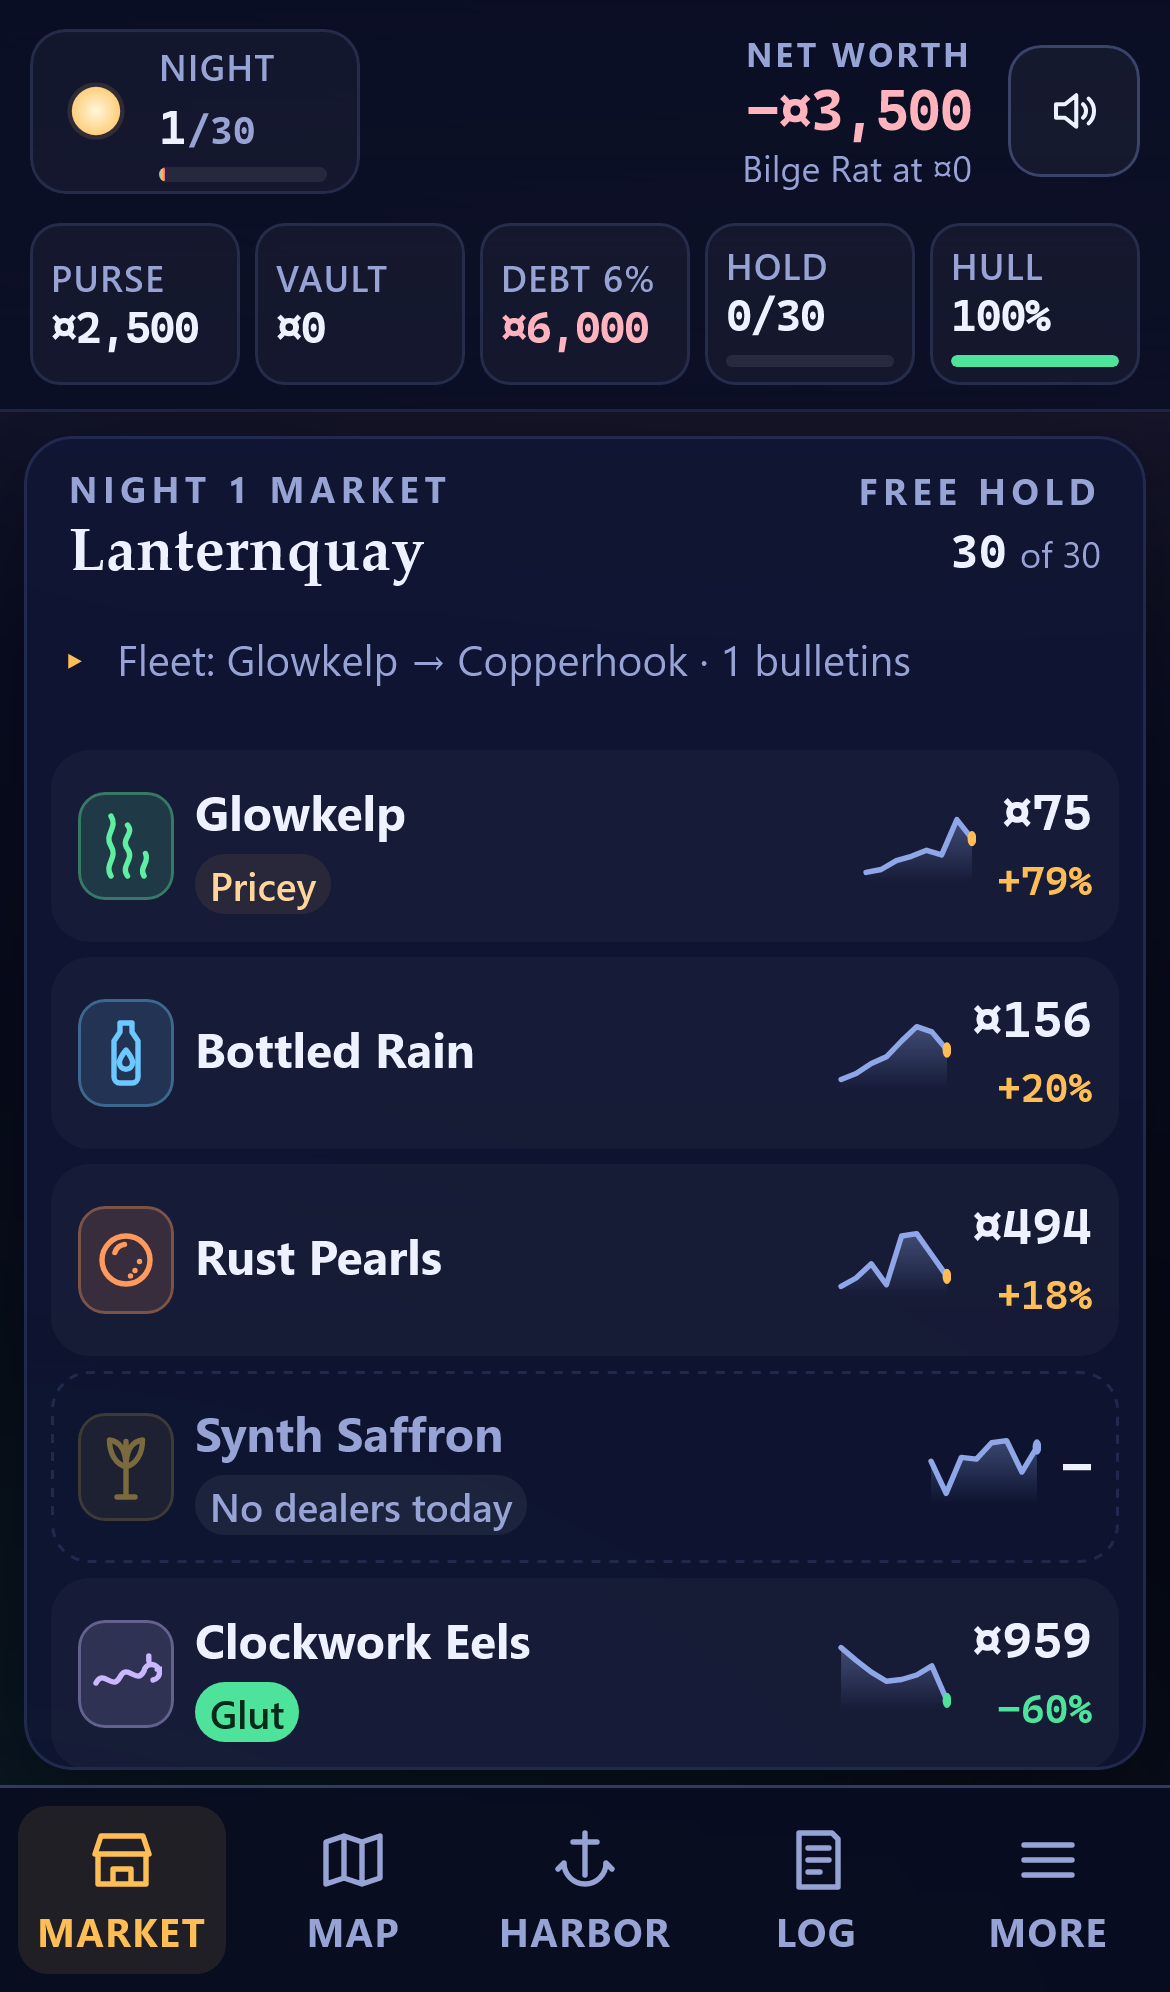 NIGHT
1/30
NET WORTH
−¤3,500
Bilge Rat at ¤0
PURSE
¤2,500
VAULT
¤0
DEBT 6%
¤6,000
HOLD
0/30
HULL
100%
NIGHT 1 MARKET
Lanternquay
FREE HOLD
30 of 30
Fleet: Glowkelp → Copperhook · 1 bulletins
Glowkelp
Pricey
¤75
+79%
Bottled Rain
¤156
+20%
Rust Pearls
¤494
+18%
Synth Saffron
No dealers today
–
Clockwork Eels
Glut
¤959
−60%
MARKET
MAP
HARBOR
LOG
MORE